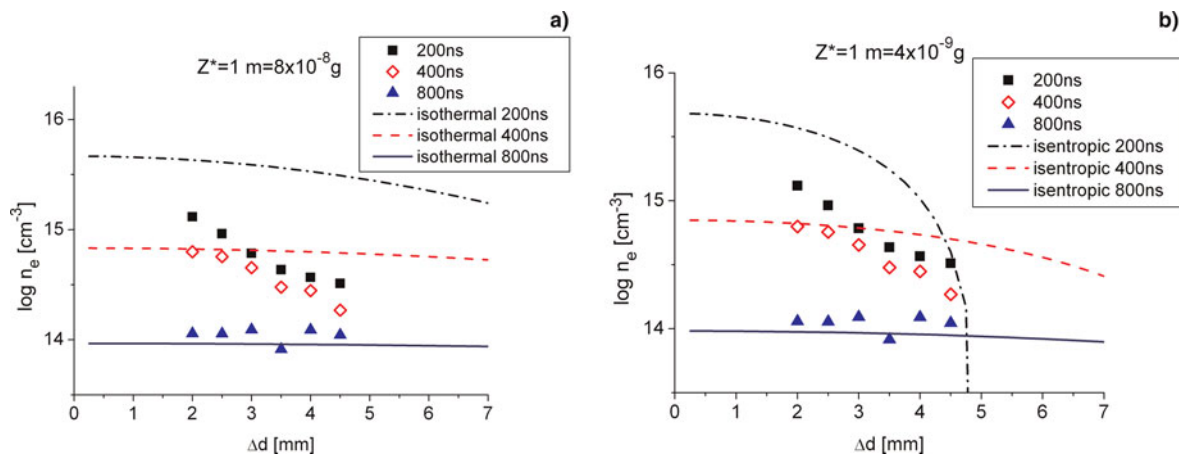 a)
Z*=1 m=8x10⁻⁸g
200ns
400ns
800ns
isothermal 200ns
isothermal 400ns
isothermal 800ns
16
15
14
log nₑ [cm⁻³]
0 1 2 3 4 5 6 7
Δd [mm]
b)
Z*=1 m=4x10⁻⁹g
200ns
400ns
800ns
isentropic 200ns
isentropic 400ns
isentropic 800ns
16
15
14
log nₑ [cm⁻³]
0 1 2 3 4 5 6 7
Δd [mm]